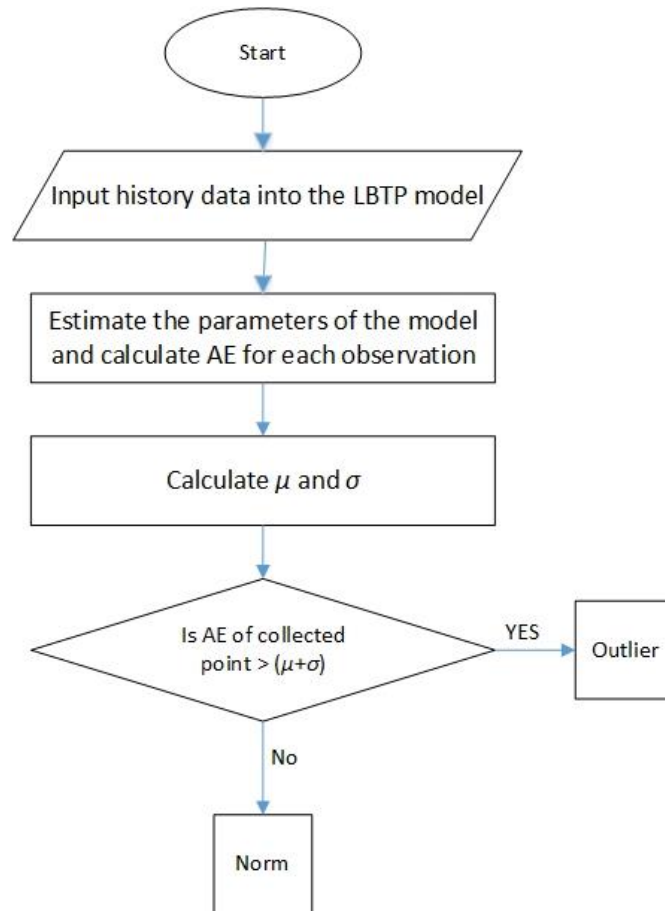 Start
Input history data into the LBTP model
Estimate the parameters of the model
and calculate AE for each observation
Calculate μ and σ
Is AE of collected
point > (μ+σ)
YES
Outlier
No
Norm